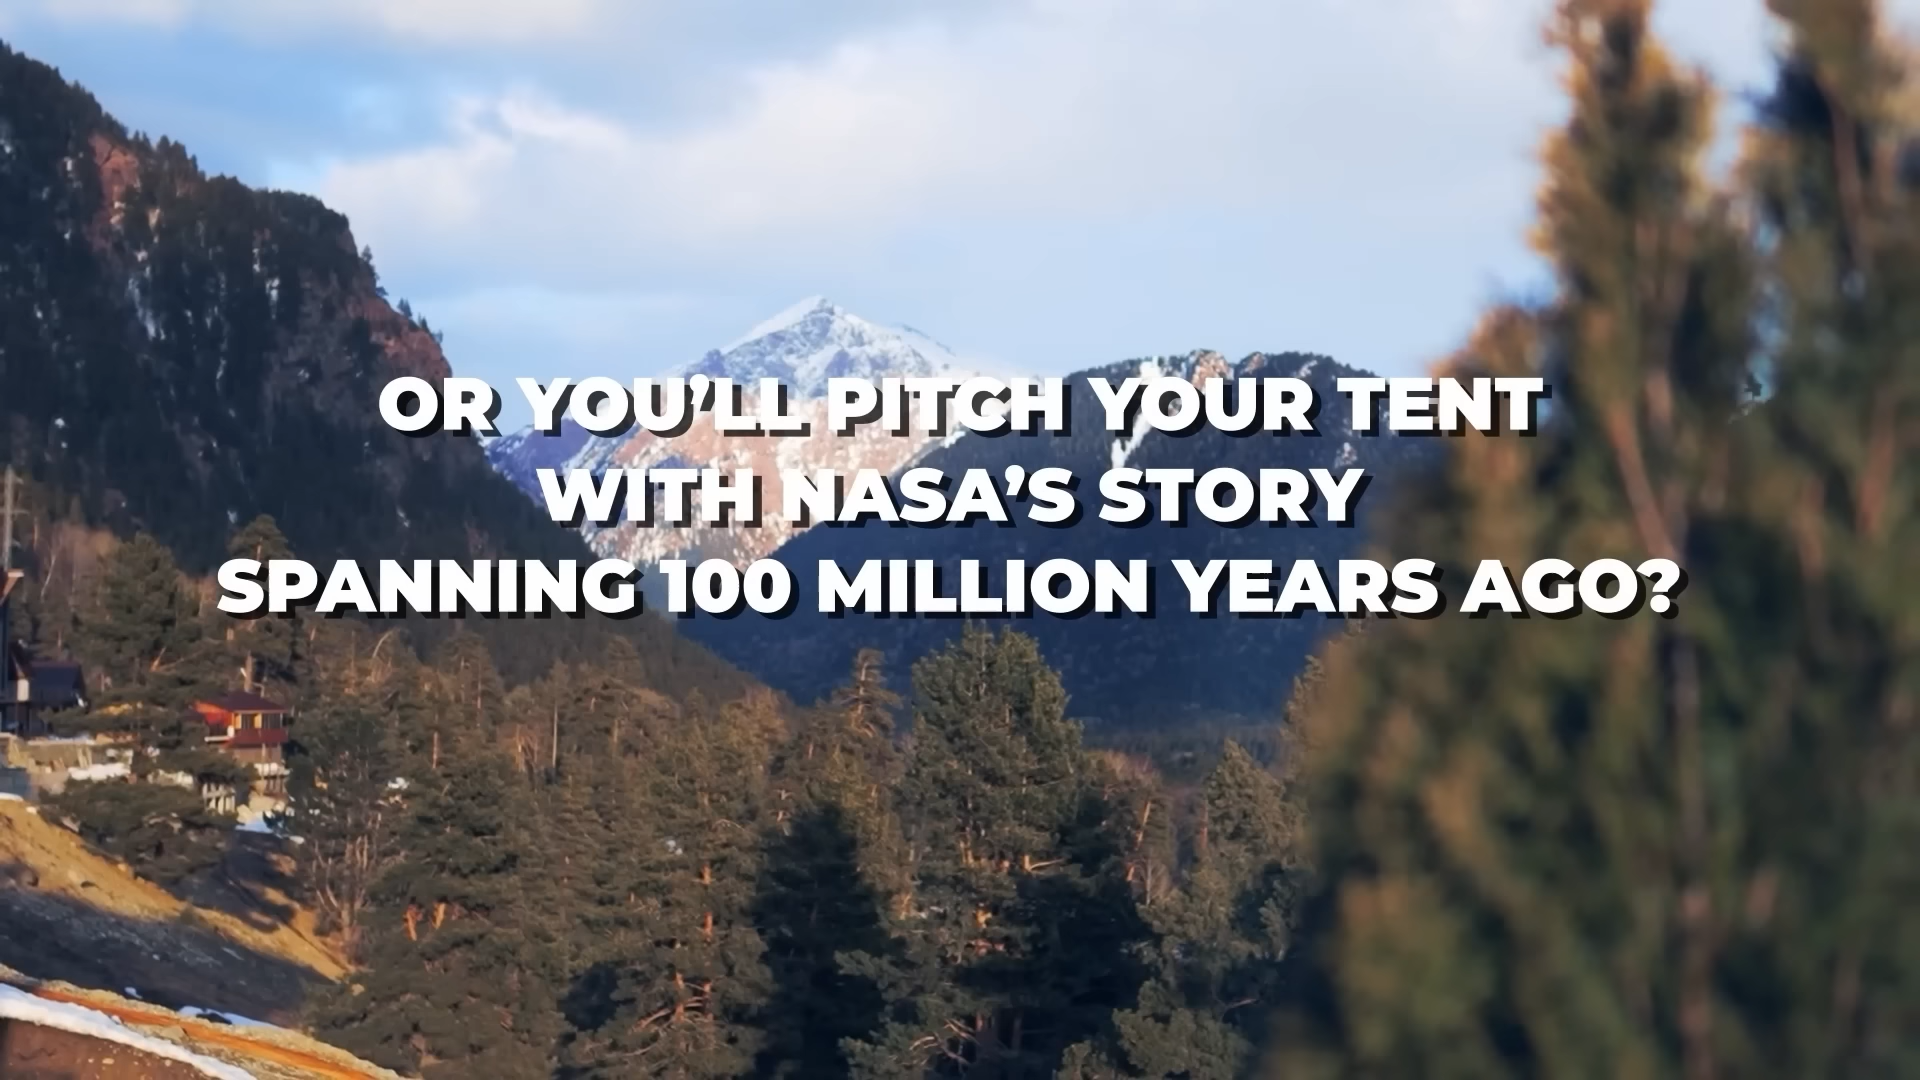 OR YOU’LL PITCH YOUR TENT
WITH NASA’S STORY
SPANNING 100 MILLION YEARS AGO?